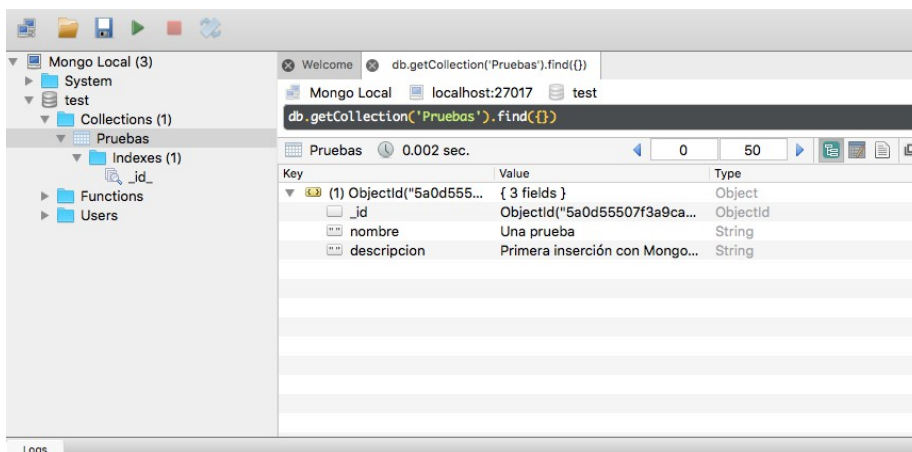 Mongo Local (3)
System
test
Collections (1)
Pruebas
Indexes (1)
_id_
Functions
Users
Welcome
db.getCollection('Pruebas').find({})
Mongo Local localhost:27017 test
db.getCollection('Pruebas').find({})
Pruebas 0.002 sec. 0 50
Key Value Type
(1) ObjectId("5a0d555... { 3 fields } Object
_id ObjectId("5a0d55507f3a9ca... ObjectId
nombre Una prueba String
descripcion Primera inserción con Mongo... String
Logs